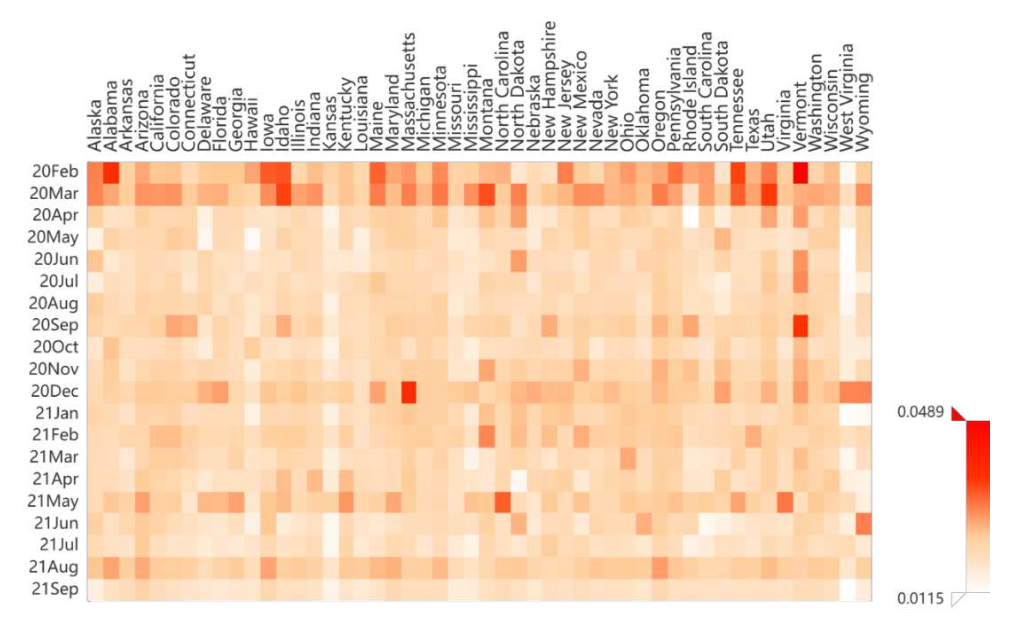 Alaska
Alabama
Arkansas
Arizona
California
Colorado
Connecticut
Delaware
Florida
Georgia
Hawaii
Iowa
Idaho
Illinois
Indiana
Kansas
Kentucky
Louisiana
Maine
Maryland
Massachusetts
Michigan
Minnesota
Missouri
Mississippi
Montana
North Carolina
North Dakota
Nebraska
New Hampshire
New Jersey
New Mexico
Nevada
New York
Ohio
Oklahoma
Oregon
Pennsylvania
Rhode Island
South Carolina
South Dakota
Tennessee
Texas
Utah
Virginia
Vermont
Washington
Wisconsin
West Virginia
Wyoming
20Feb
20Mar
20Apr
20May
20Jun
20Jul
20Aug
20Sep
20Oct
20Nov
20Dec
21Jan
21Feb
21Mar
21Apr
21May
21Jun
21Jul
21Aug
21Sep
0.0489
0.0115